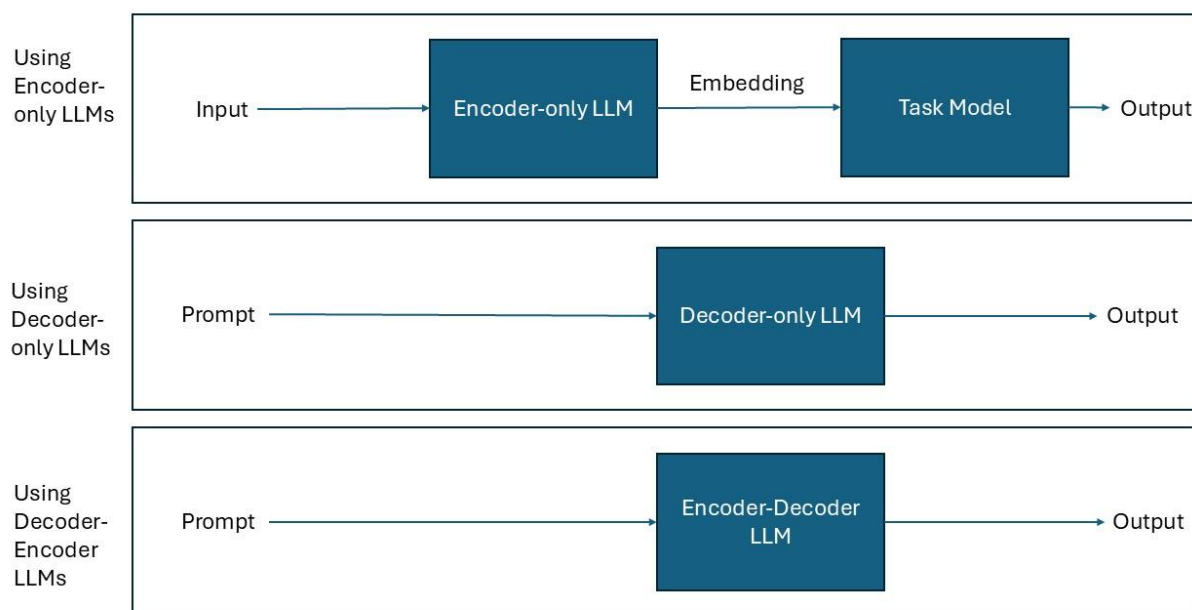 Using
Encoder-
only LLMs
Input
Encoder-only LLM
Embedding
Task Model
Output
Using
Decoder-
only LLMs
Prompt
Decoder-only LLM
Output
Using
Decoder-
Encoder
LLMs
Prompt
Encoder-Decoder
LLM
Output